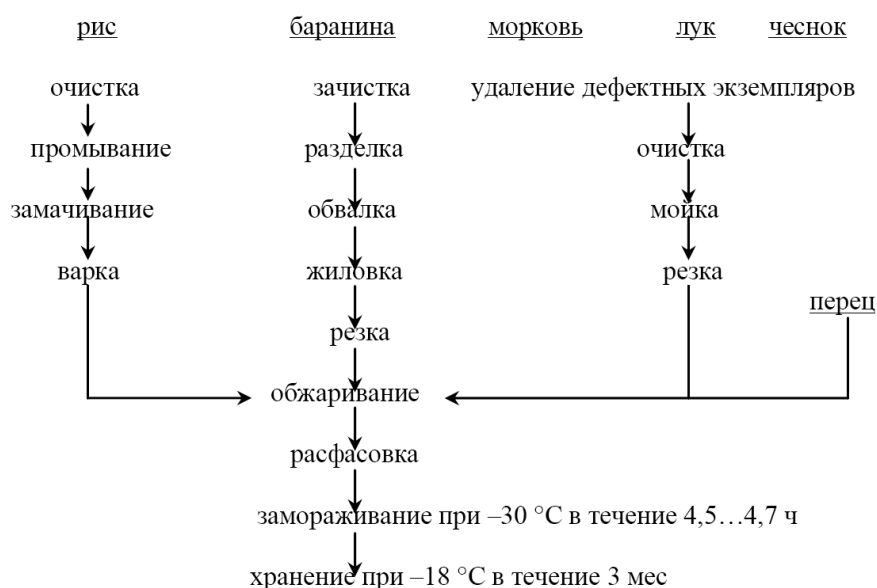 рис баранина морковь лук чеснок
очистка зачистка удаление дефектных экземпляров
промывание разделка очистка
замачивание обвалка мойка
варка жиловка резка
перец
резка
обжаривание
расфасовка
замораживание при –30 °С в течение 4,5…4,7 ч
хранение при –18 °С в течение 3 мес